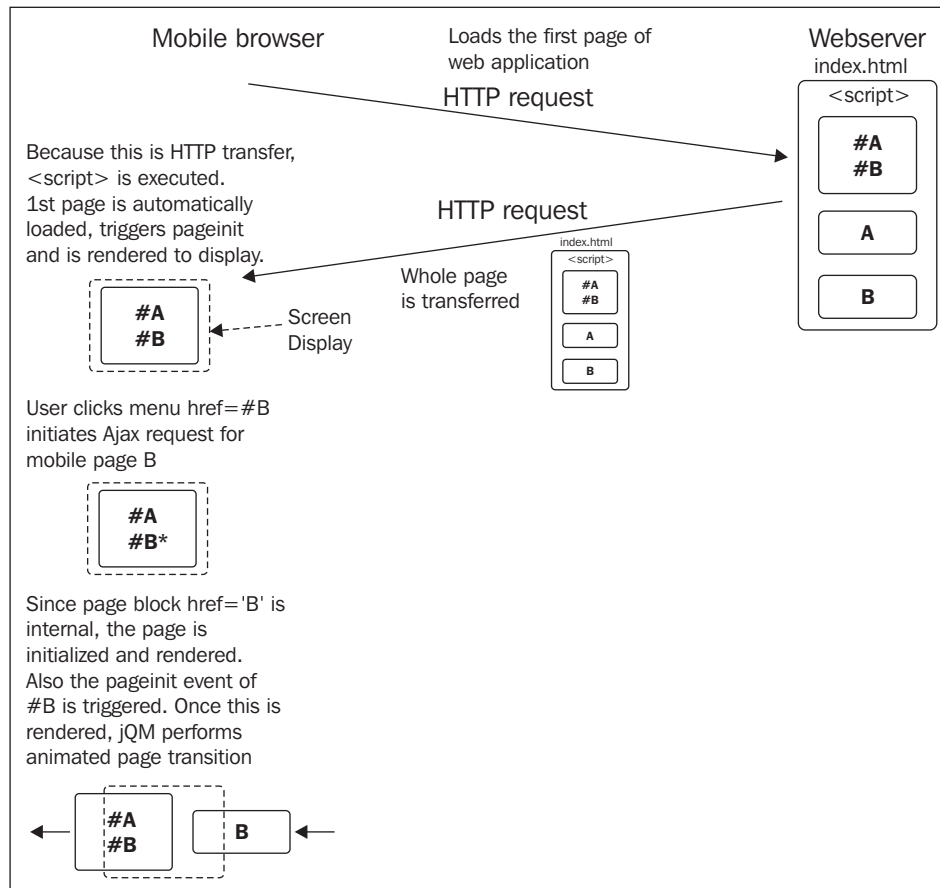 Mobile browser
Loads the first page of
web application
Webserver
index.html
HTTP request
<script>
#A
#B
A
B
Because this is HTTP transfer,
<script> is executed.
1st page is automatically
loaded, triggers pageinit
and is rendered to display.
HTTP request
index.html
<script>
#A
#B
A
B
Whole page
is transferred
#A
#B
Screen
Display
User clicks menu href=#B
initiates Ajax request for
mobile page B
#A
#B*
Since page block href='B' is
internal, the page is
initialized and rendered.
Also the pageinit event of
#B is triggered. Once this is
rendered, jQM performs
animated page transition
#A
#B
B